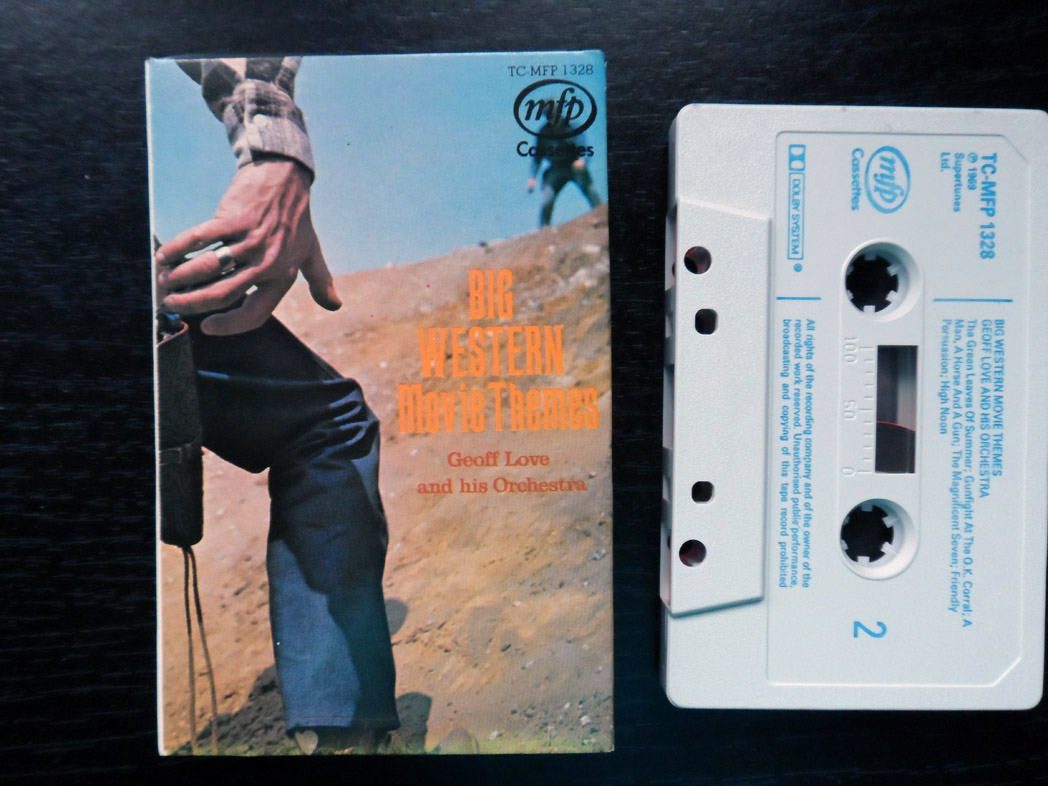 TC-MFP 1328
mfp
Cassettes
BIG
WESTERN
Movie Themes
Geoff Love
and his Orchestra
TC-MFP 1328
℗ 1969
Supertunes
Ltd.
mfp
Cassettes
DOLBY SYSTEM
BIG WESTERN MOVIE THEMES
GEOFF LOVE AND HIS ORCHESTRA
The Green Leaves Of Summer; Gunfight At The O.K. Corral; A
Man, A Horse And A Gun; The Magnificent Seven; Friendly
Persuasion; High Noon
100 50 0
2
All rights of the recording company and of the owner of the
recorded work reserved. Unauthorised public performance,
broadcasting and copying of this tape record prohibited